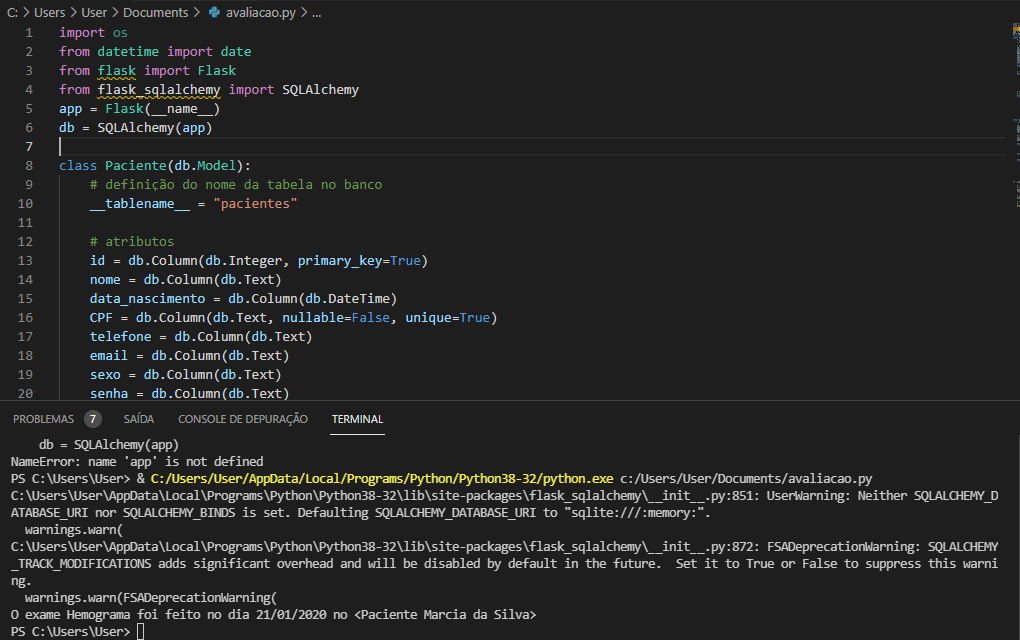 C: > Users > User > Documents > avaliacao.py > ...
1 import os
2 from datetime import date
3 from flask import Flask
4 from flask_sqlalchemy import SQLAlchemy
5 app = Flask(__name__)
6 db = SQLAlchemy(app)
7
8 class Paciente(db.Model):
9 # definição do nome da tabela no banco
10 __tablename__ = "pacientes"
11
12 # atributos
13 id = db.Column(db.Integer, primary_key=True)
14 nome = db.Column(db.Text)
15 data_nascimento = db.Column(db.DateTime)
16 CPF = db.Column(db.Text, nullable=False, unique=True)
17 telefone = db.Column(db.Text)
18 email = db.Column(db.Text)
19 sexo = db.Column(db.Text)
20 senha = db.Column(db.Text)
PROBLEMAS 7 SAÍDA CONSOLE DE DEPURAÇÃO TERMINAL
db = SQLAlchemy(app)
NameError: name 'app' is not defined
PS C:\Users\User> & C:/Users/User/AppData/Local/Programs/Python/Python38-32/python.exe c:/Users/User/Documents/avaliacao.py
C:\Users\User\AppData\Local\Programs\Python\Python38-32\lib\site-packages\flask_sqlalchemy\__init__.py:851: UserWarning: Neither SQLALCHEMY_D
ATABASE_URI nor SQLALCHEMY_BINDS is set. Defaulting SQLALCHEMY_DATABASE_URI to "sqlite:///:memory:".
warnings.warn(
C:\Users\User\AppData\Local\Programs\Python\Python38-32\lib\site-packages\flask_sqlalchemy\__init__.py:872: FSADeprecationWarning: SQLALCHEMY
_TRACK_MODIFICATIONS adds significant overhead and will be disabled by default in the future.  Set it to True or False to suppress this warni
ng.
warnings.warn(FSADeprecationWarning(
O exame Hemograma foi feito no dia 21/01/2020 no <Paciente Marcia da Silva>
PS C:\Users\User>